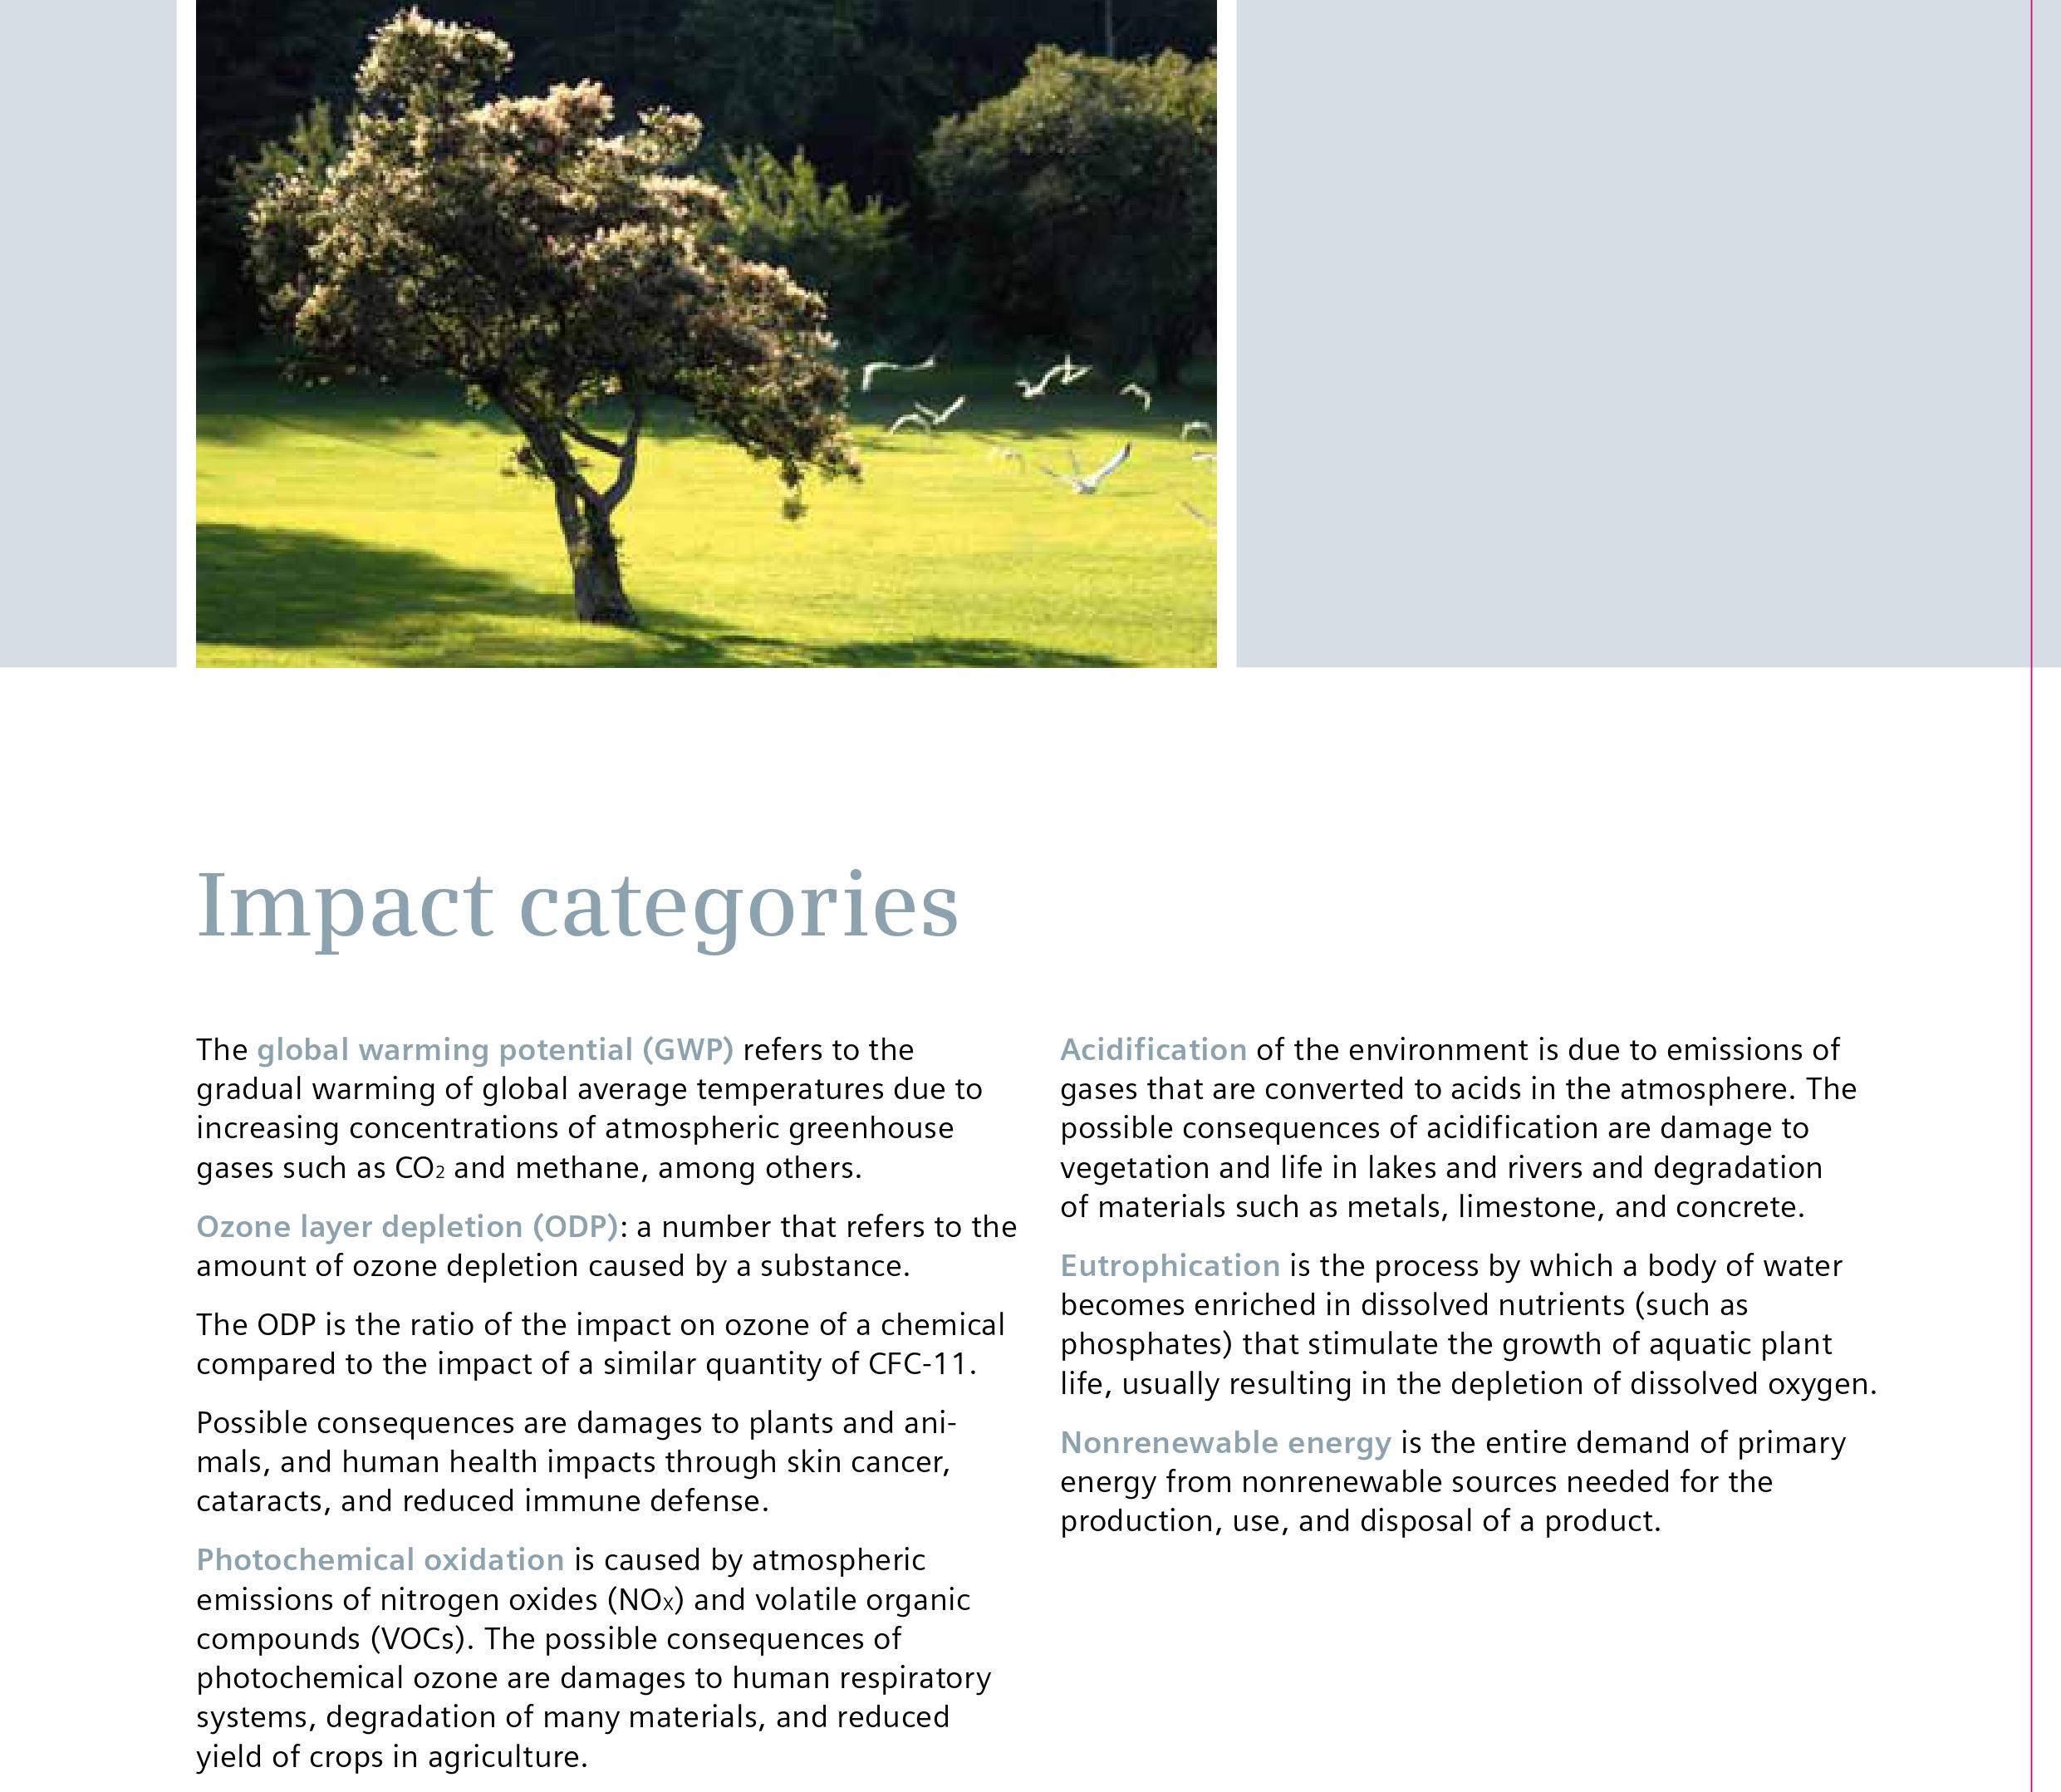 Impact categories
The global warming potential (GWP) refers to the
gradual warming of global average temperatures due to
increasing concentrations of atmospheric greenhouse
gases such as CO₂ and methane, among others.
Ozone layer depletion (ODP): a number that refers to the
amount of ozone depletion caused by a substance.
The ODP is the ratio of the impact on ozone of a chemical
compared to the impact of a similar quantity of CFC-11.
Possible consequences are damages to plants and ani-
mals, and human health impacts through skin cancer,
cataracts, and reduced immune defense.
Photochemical oxidation is caused by atmospheric
emissions of nitrogen oxides (NOx) and volatile organic
compounds (VOCs). The possible consequences of
photochemical ozone are damages to human respiratory
systems, degradation of many materials, and reduced
yield of crops in agriculture.
Acidification of the environment is due to emissions of
gases that are converted to acids in the atmosphere. The
possible consequences of acidification are damage to
vegetation and life in lakes and rivers and degradation
of materials such as metals, limestone, and concrete.
Eutrophication is the process by which a body of water
becomes enriched in dissolved nutrients (such as
phosphates) that stimulate the growth of aquatic plant
life, usually resulting in the depletion of dissolved oxygen.
Nonrenewable energy is the entire demand of primary
energy from nonrenewable sources needed for the
production, use, and disposal of a product.